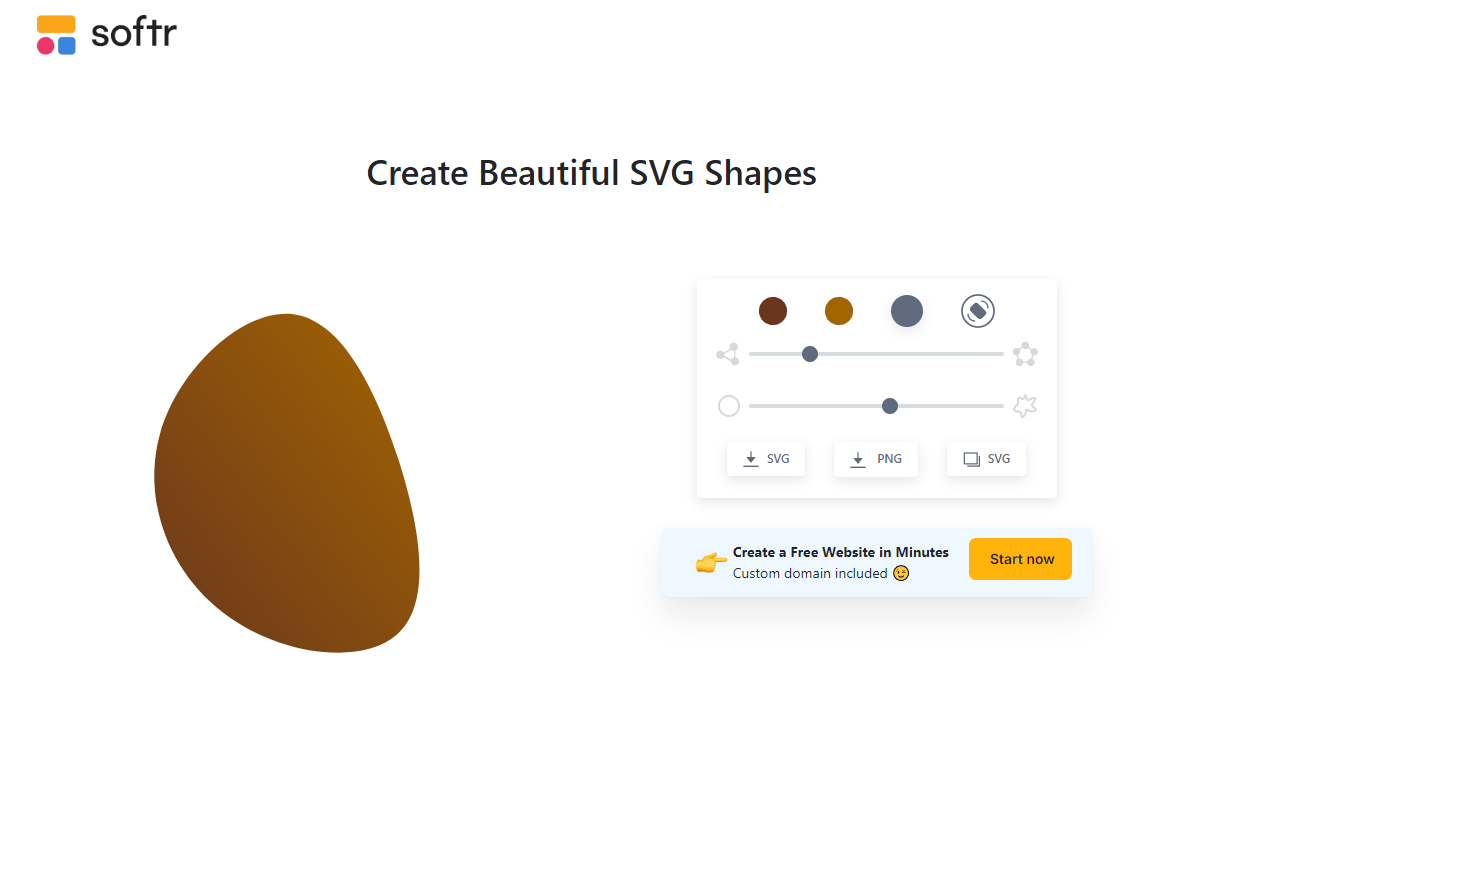 softr
Create Beautiful SVG Shapes
SVG
PNG
SVG
Create a Free Website in Minutes
Custom domain included
Start now